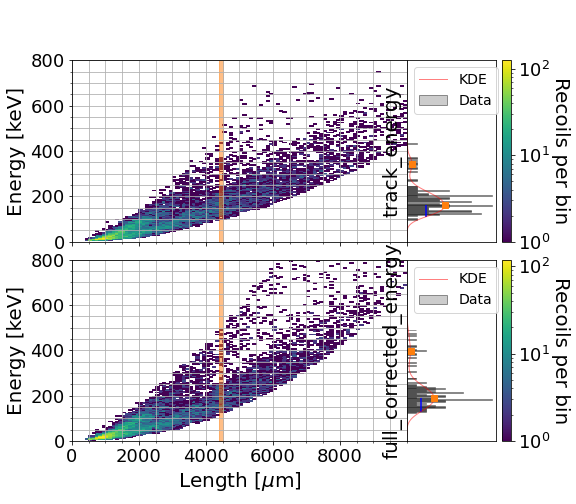 800
600
400
200
0
Energy [keV]
track_energy
KDE
Data
10²
10¹
10⁰
Recoils per bin
800
600
400
200
0
Energy [keV]
full_corrected_energy
KDE
Data
10²
10¹
10⁰
Recoils per bin
0
2000
4000
6000
8000
Length [μm]